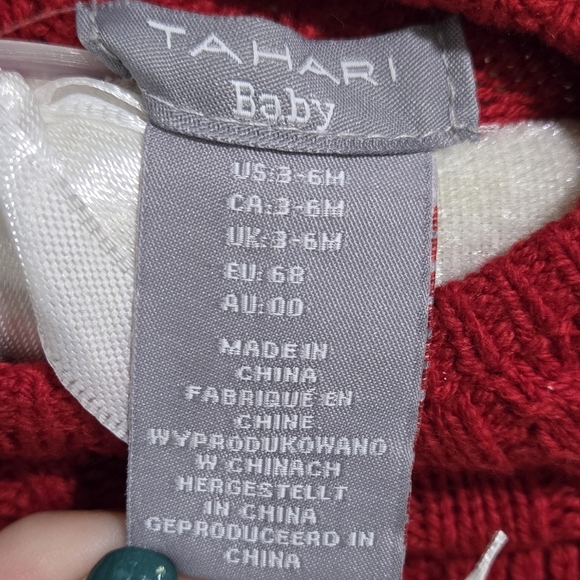 TAHARI
Baby
US:3-6M
CA:3-6M
UK:3-6M
EU:68
AU:00
MADE IN
CHINA
FABRIQUÉ EN
CHINE
WYPRODUKOWANO
W CHINACH
HERGESTELLT
IN CHINA
GEPRODUCEERD IN
CHINA